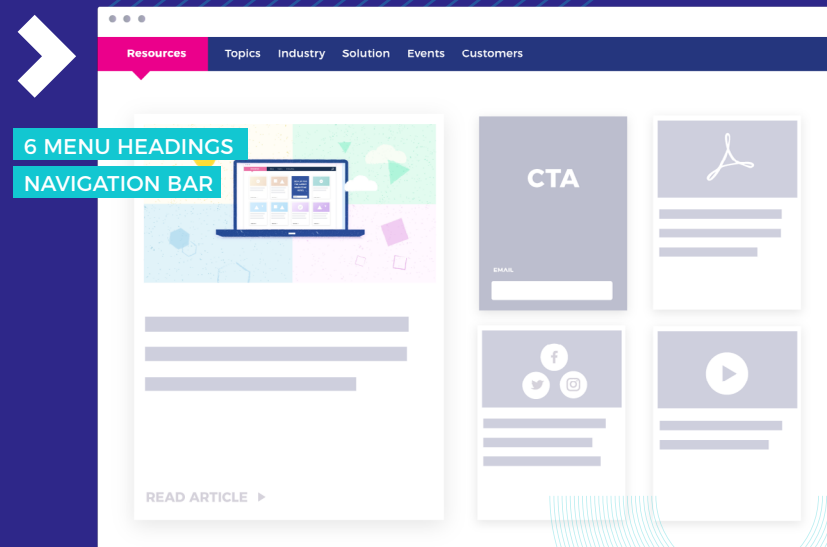 Resources Topics Industry Solution Events Customers
6 MENU HEADINGS
NAVIGATION BAR
CTA
EMAIL
READ ARTICLE